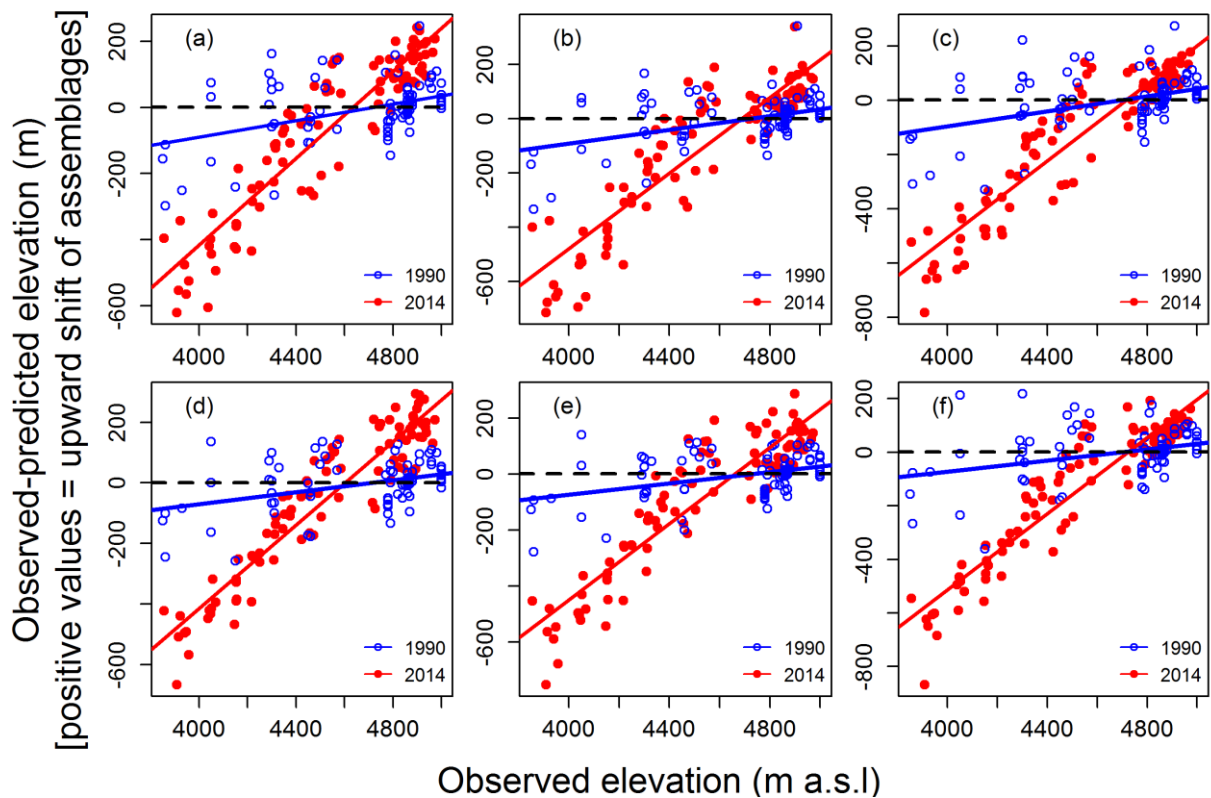 Observed-predicted elevation (m)
[positive values = upward shift of assemblages]
(a)
200
0
-200
-400
-600
4000 4400 4800
1990
2014
(b)
200
0
-200
-400
-600
4000 4400 4800
1990
2014
(c)
200
0
-400
-800
4000 4400 4800
1990
2014
(d)
200
0
-200
-600
4000 4400 4800
1990
2014
(e)
200
0
-200
-600
4000 4400 4800
1990
2014
(f)
200
0
-400
-800
4000 4400 4800
1990
2014
Observed elevation (m a.s.l)